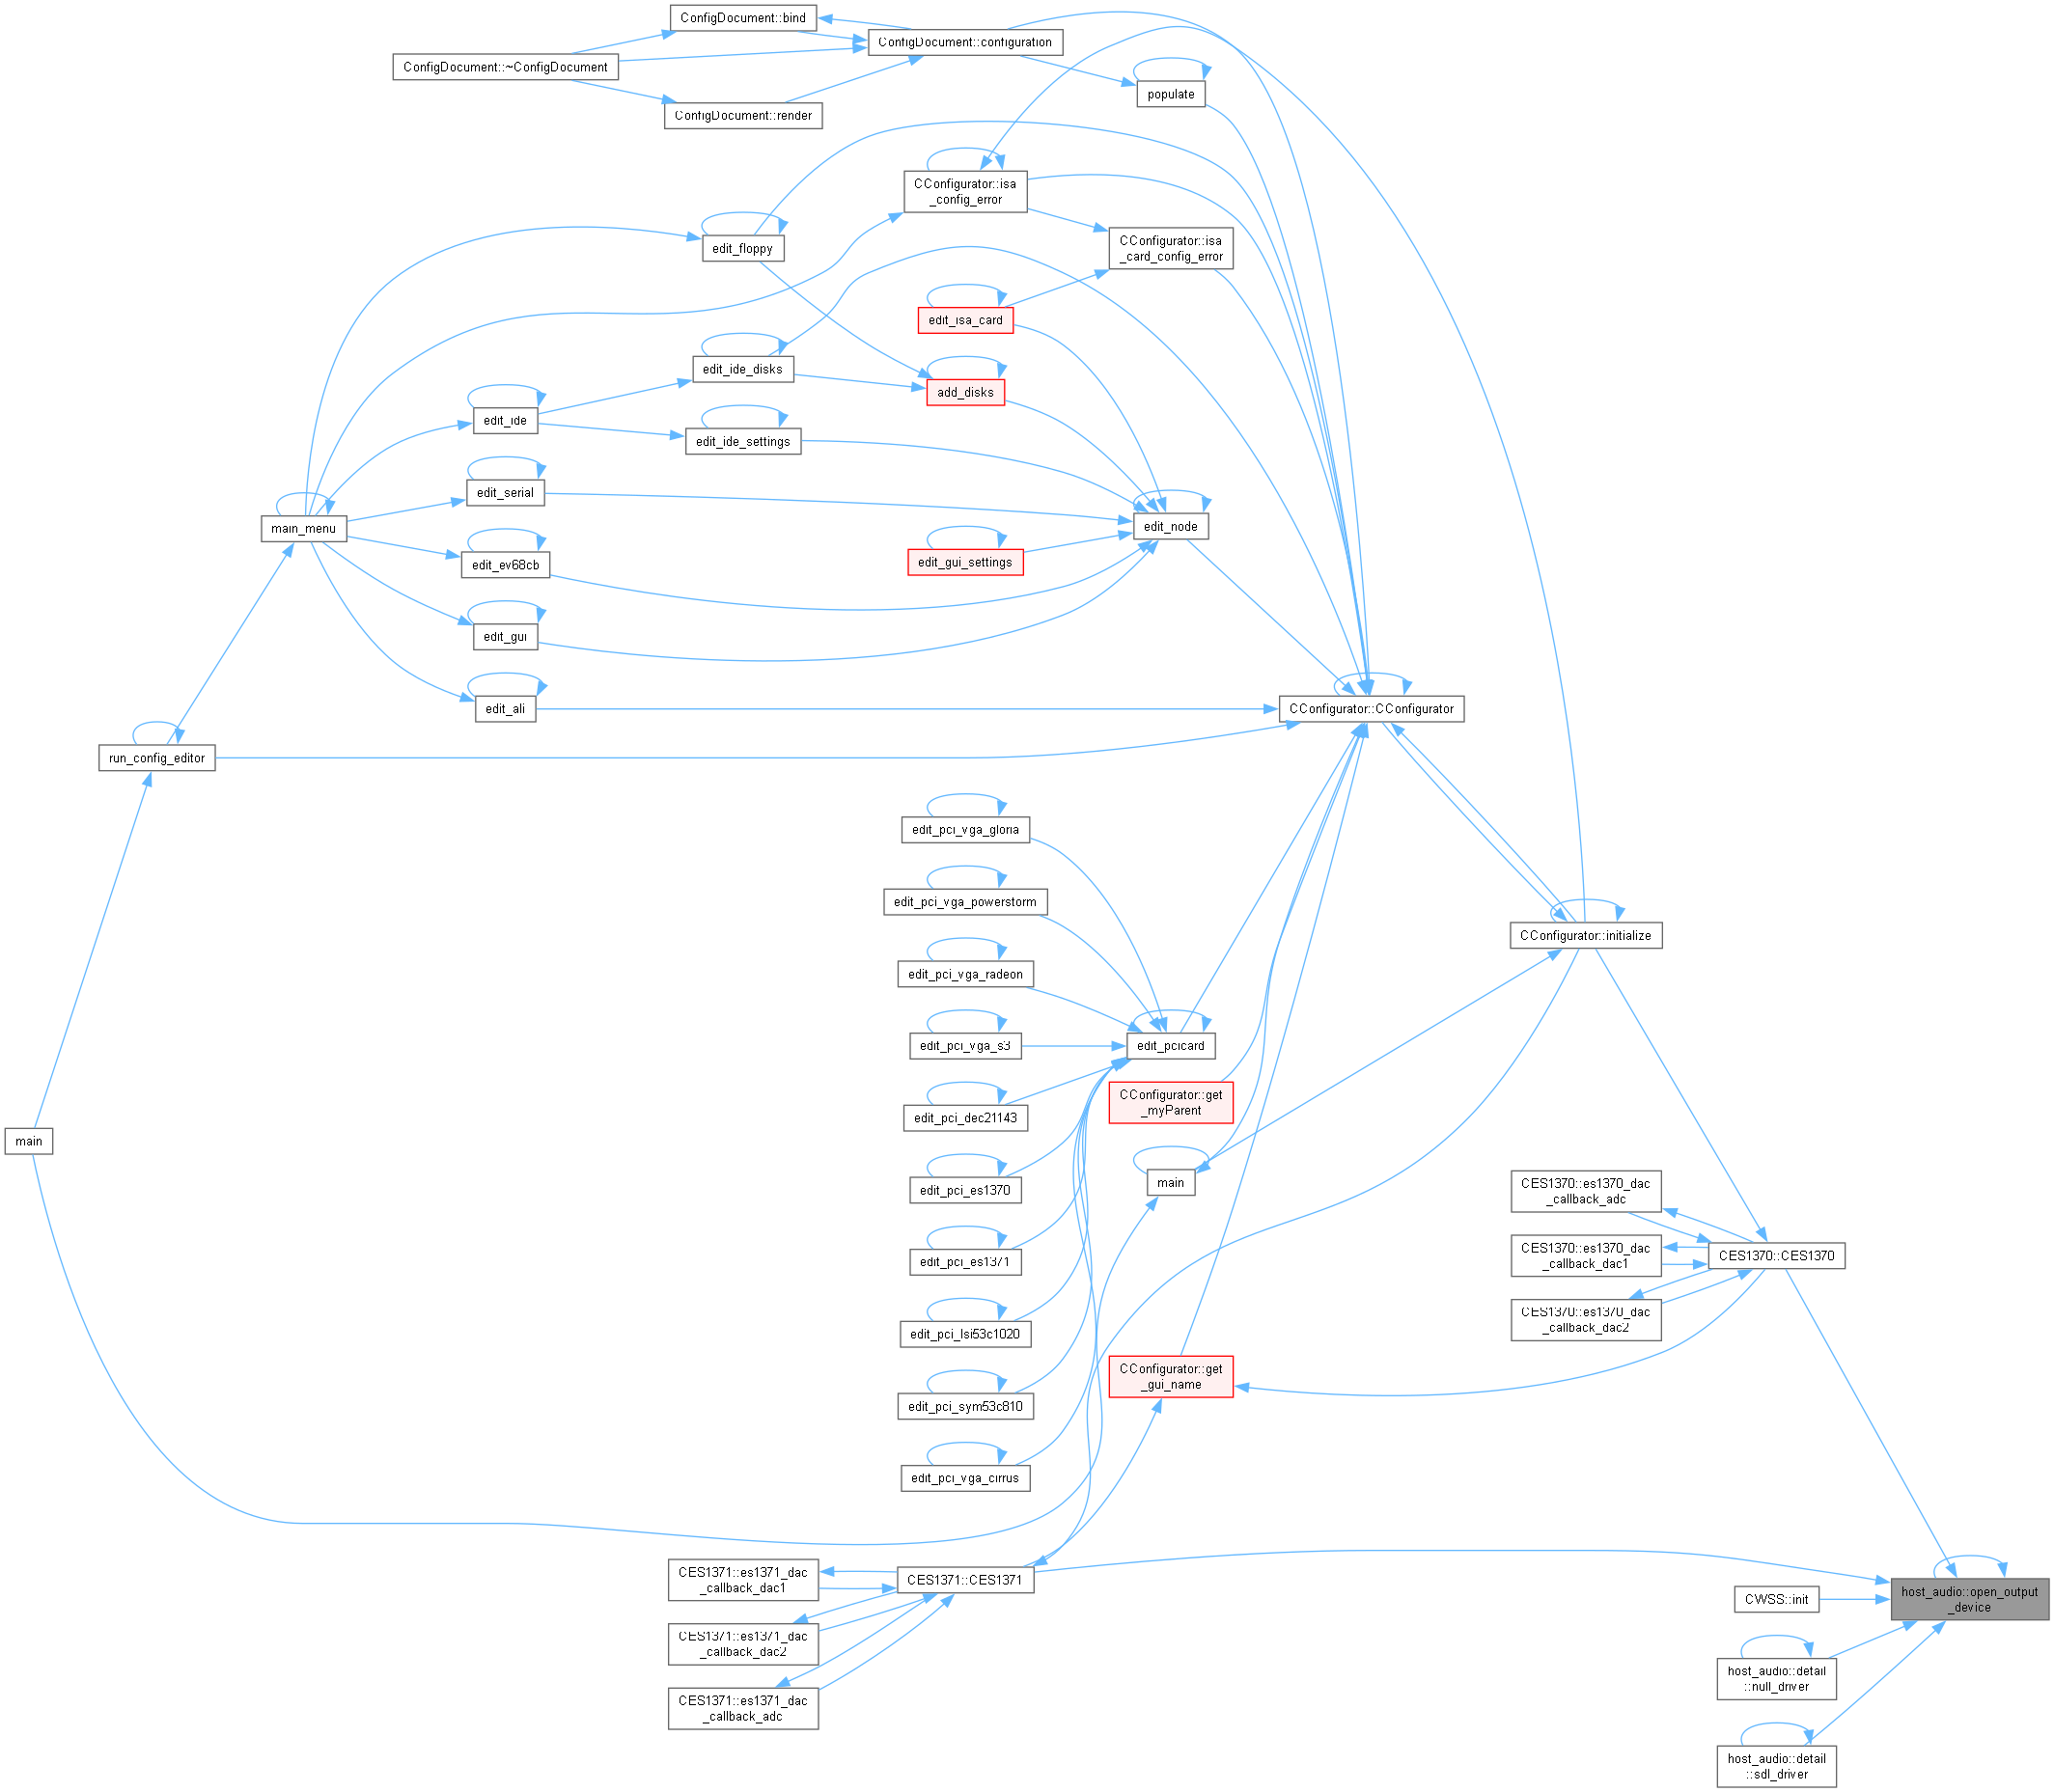 ConfigDocument::bind
ConfigDocument::configuration
ConfigDocument::~ConfigDocument
populate
ConfigDocument::render
CConfigurator::isa
_config_error
edit_floppy
CConfigurator::isa
_card_config_error
edit_isa_card
edit_ide_disks
add_disks
edit_ide
edit_ide_settings
edit_serial
main_menu
edit_node
edit_ev68cb
edit_gui_settings
edit_gui
edit_ali
CConfigurator::CConfigurator
run_config_editor
edit_pci_vga_gloria
edit_pci_vga_powerstorm
CConfigurator::initialize
edit_pci_vga_radeon
edit_pci_vga_s3
edit_pcicard
CConfigurator::get
_myParent
edit_pci_dec21143
main
main
edit_pci_es1370
CES1370::es1370_dac
_callback_adc
edit_pci_es1371
CES1370::es1370_dac
_callback_dac1
CES1370::CES1370
CES1370::es1370_dac
_callback_dac2
edit_pci_lsi53c1020
CConfigurator::get
_gui_name
edit_pci_sym53c810
edit_pci_vga_cirrus
CES1371::es1371_dac
_callback_dac1
CES1371::CES1371
host_audio::open_output
_device
CWSS::init
CES1371::es1371_dac
_callback_dac2
host_audio::detail
::null_driver
CES1371::es1371_dac
_callback_adc
host_audio::detail
::sdl_driver